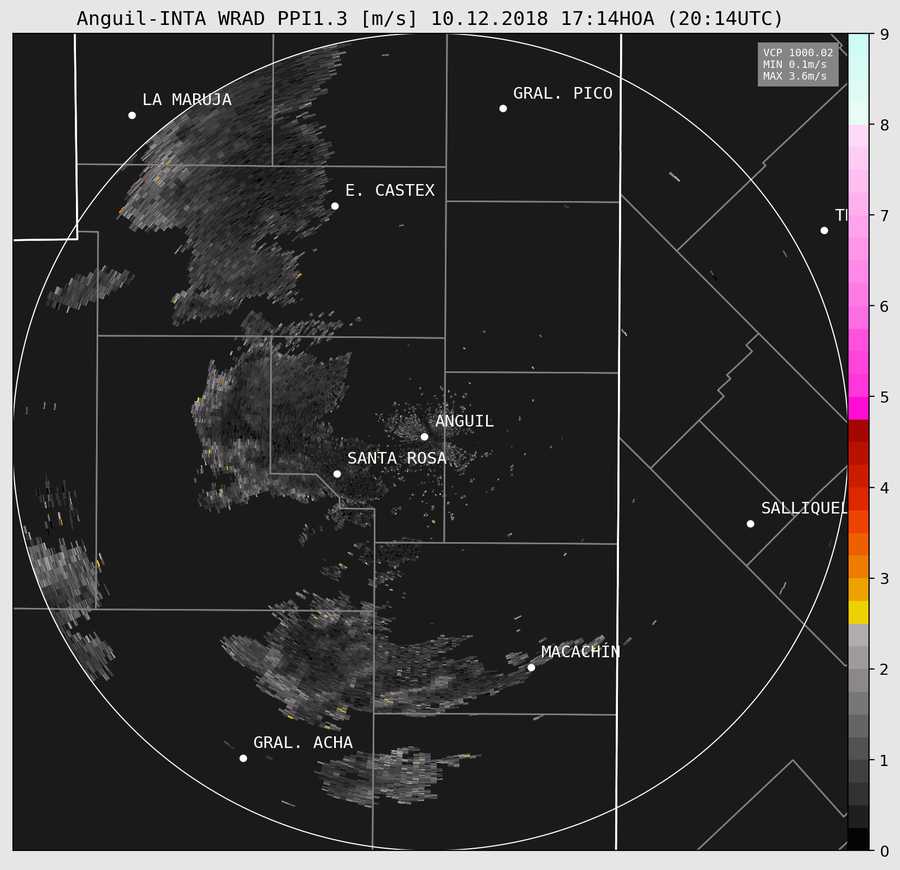 Anguil-INTA WRAD PPI1.3 [m/s] 10.12.2018 17:14HOA (20:14UTC)
VCP 1000.02
MIN 0.1m/s
MAX 3.6m/s
LA MARUJA
GRAL. PICO
E. CASTEX
ANGUIL
SANTA ROSA
SALLIQUEL
MACACHÍN
GRAL. ACHA
9
8
7
6
5
4
3
2
1
0